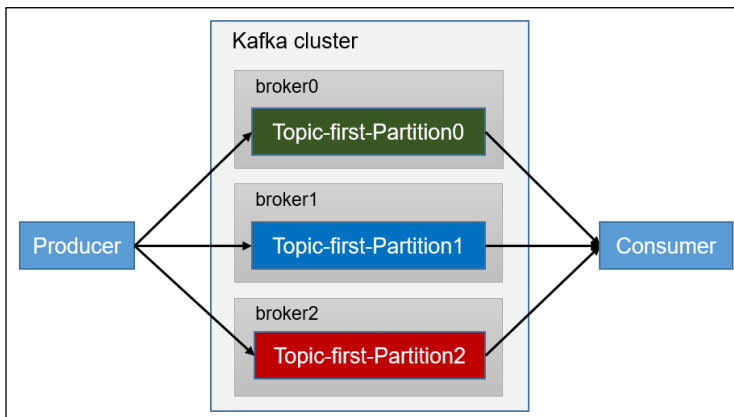 Kafka cluster
broker0
Topic-first-Partition0
broker1
Producer
Topic-first-Partition1
Consumer
broker2
Topic-first-Partition2